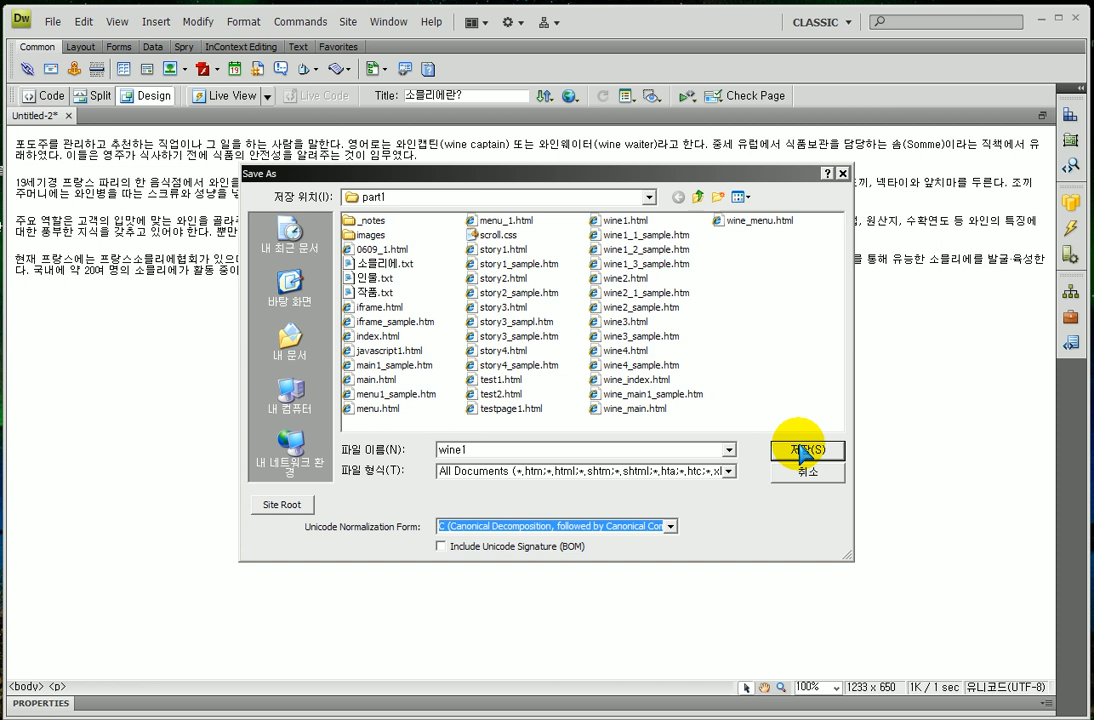 Dw File Edit View Insert Modify Format Commands Site Window Help CLASSIC
Common Layout Forms Data Spry InContext Editing Text Favorites
Code Split Design Live View Live Code Title: 소믈리에란? Check Page
Untitled-2*
포도주를 관리하고 추천하는 직업이나 그 일을 하는 사람을 말한다. 영어로는 와인캡틴(wine captain) 또는 와인웨이터(wine waiter)라고 한다. 중세 유럽에서 식품보관을 담당하는 솜(Somme)이라는 직책에서 유
래하였다. 이들은 영주가 식사하기 전에 식품의 안전성을 알려주는 것이 임무였다.
Save As
19세기경 프랑스 파리의 한 음식점에서 와인을
조끼, 넥타이와 앞치마를 두른다. 조끼
주머니에는 와인병을 따는 스크류와 성냥을 넣
주요 역할은 고객의 입맛에 맞는 와인을 골라
원산지, 수확연도 등 와인의 특징에
대한 풍부한 지식을 갖추고 있어야 한다. 뿐만
현재 프랑스에는 프랑스소믈리에협회가 있으며
를 통해 유능한 소믈리에를 발굴·육성한
다. 국내에 약 200여 명의 소믈리에가 활동 중이
저장 위치(I): part1
내 최근 문서
바탕 화면
내 문서
내 컴퓨터
내 네트워크 환
경
_notes
images
0609_1.html
소믈리에.txt
인물.txt
작품.txt
iframe.html
iframe_sample.htm
index.html
javascript1.html
main1_sample.htm
main.html
menu1_sample.htm
menu.html
menu_1.html
scroll.css
story1.html
story1_sample.htm
story2.html
story2_sample.htm
story3.html
story3_sampl.htm
story3_sample.htm
story4.html
story4_sample.htm
test1.html
test2.html
testpage1.html
wine1.html
wine1_1_sample.htm
wine1_2_sample.htm
wine1_3_sample.htm
wine2.html
wine2_1_sample.htm
wine2_sample.htm
wine3.html
wine3_sample.htm
wine4.html
wine4_sample.htm
wine_index.html
wine_main1_sample.htm
wine_main.html
wine_menu.html
파일 이름(N): wine1 저장(S)
파일 형식(T): All Documents (*.htm;*.html;*.shtm;*.shtml;*.hta;*.htc;*.xl 취소
Site Root
Unicode Normalization Form: C (Canonical Decomposition, followed by Canonical Con
Include Unicode Signature (BOM)
<body> <p> 100% 1233 x 650 1K / 1 sec 유니코드(UTF-8)
PROPERTIES